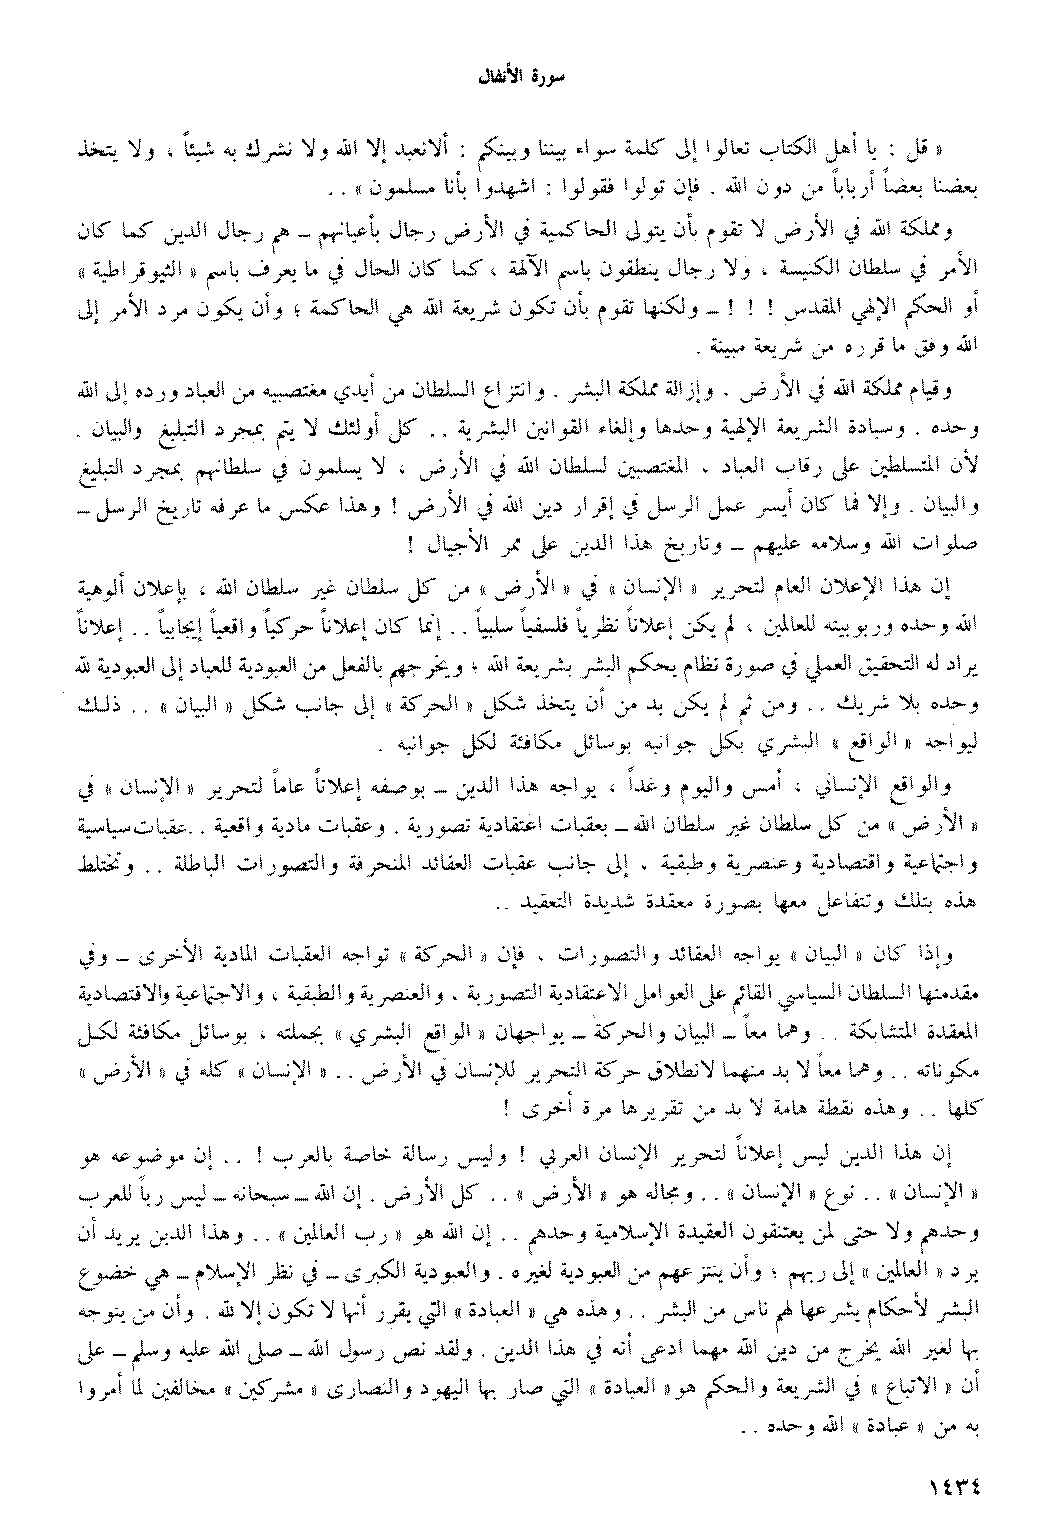 سورة الأنفال
« قل : يا أهل الكتاب تعالوا إلى كلمة سواء بيننا وبينكم : ألا نعبد إلا الله ولا نشرك به شيئاً ، ولا يتخذ
بعضنا بعضاً أرباباً من دون الله . فإن تولوا فقولوا : اشهدوا بأنا مسلمون » ..
ومملكة الله في الأرض لا تقوم بأن يتولى الحاكمية في الأرض رجال بأعيانهم – هم رجال الدين كما كان
الأمر في سلطان الكنيسة ، ولا رجال ينطقون باسم الآلهة ، كما كان الحال في ما يعرف باسم « الثيوقراطية »
أو الحكم الإلهي المقدس ! ! ! – ولكنها تقوم بأن تكون شريعة الله هي الحاكمة ؛ وأن يكون مرد الأمر إلى
الله وفق ما قرره من شريعة مبينة .
وقيام مملكة الله في الأرض . وإزالة مملكة البشر . وانتزاع السلطان من أيدي مغتصبيه من العباد ورده إلى الله
وحده . وسيادة الشريعة الإلهية وحدها وإلغاء القوانين البشرية .. كل أولئك لا يتم بمجرد التبليغ والبيان .
لأن المتسلطين على رقاب العباد ، المغتصبين لسلطان الله في الأرض ، لا يسلمون في سلطانهم بمجرد التبليغ
والبيان . وإلا فما كان أيسر عمل الرسل في إقرار دين الله في الأرض ! وهذا عكس ما عرفه تاريخ الرسل –
صلوات الله وسلامه عليهم – وتاريخ هذا الدين على ممر الأجيال !
إن هذا الإعلان العام لتحرير « الإنسان » في « الأرض » من كل سلطان غير سلطان الله ، بإعلان ألوهية
الله وحده وربوبيته للعالمين ، لم يكن إعلاناً نظرياً فلسفياً سلبياً .. إنما كان إعلاناً حركياً واقعياً إيجابياً .. إعلاناً
يراد له التحقيق العملي في صورة نظام يحكم البشر بشريعة الله ؛ ويخرجهم بالفعل من العبودية للعباد إلى العبودية لله
وحده بلا شريك .. ومن ثم لم يكن بد من أن يتخذ شكل « الحركة » إلى جانب شكل « البيان » .. ذلك
ليواجه « الواقع » البشري بكل جوانبه بوسائل مكافئة لكل جوانبه .
والواقع الإنساني ، أمس واليوم وغداً ، يواجه هذا الدين – بوصفه إعلاناً عاماً لتحرير « الإنسان » في
« الأرض » من كل سلطان غير سلطان الله – بعقبات اعتقادية تصورية . وعقبات مادية واقعية .. عقبات سياسية
واجتماعية واقتصادية وعنصرية وطبقية ، إلى جانب عقبات العقائد المنحرفة والتصورات الباطلة .. وتختلط
هذه بتلك وتتفاعل معها بصورة معقدة شديدة التعقيد ..
وإذا كان « البيان » يواجه العقائد والتصورات ، فإن « الحركة » تواجه العقبات المادية الأخرى – وفي
مقدمتها السلطان السياسي القائم على العوامل الاعتقادية التصورية ، والعنصرية والطبقية ، والاجتماعية والاقتصادية
المعقدة المتشابكة .. وهما معاً – البيان والحركة – يواجهان « الواقع البشري » بجملته ، بوسائل مكافئة لكل
مكوناته .. وهما معاً لا بد منهما لانطلاق حركة التحرير للإنسان في الأرض .. « الإنسان » كله في « الأرض »
كلها .. وهذه نقطة هامة لا بد من تقريرها مرة أخرى !
إن هذا الدين ليس إعلاناً لتحرير الإنسان العربي ! وليس رسالة خاصة بالعرب ! .. إن موضوعه هو
« الإنسان » .. نوع « الإنسان » .. ومجاله هو « الأرض » .. كل الأرض . إن الله – سبحانه – ليس رباً للعرب
وحدهم ولا حتى لمن يعتنقون العقيدة الإسلامية وحدهم .. إن الله هو « رب العالمين » .. وهذا الدين يريد أن
يرد « العالمين » إلى ربهم ؛ وأن ينتزعهم من العبودية لغيره . والعبودية الكبرى – في نظر الإسلام – هي خضوع
البشر لأحكام يشرعها لهم ناس من البشر .. وهذه هي « العبادة » التي يقرر أنها لا تكون إلا لله . وأن من يتوجه
بها لغير الله يخرج من دين الله مهما ادعى أنه في هذا الدين . ولقد نص رسول الله – صلى الله عليه وسلم – على
أن « الاتباع » في الشريعة والحكم هو « العبادة » التي صار بها اليهود والنصارى « مشركين » مخالفين لما أمروا
به من « عبادة » الله وحده ..
١٤٣٤